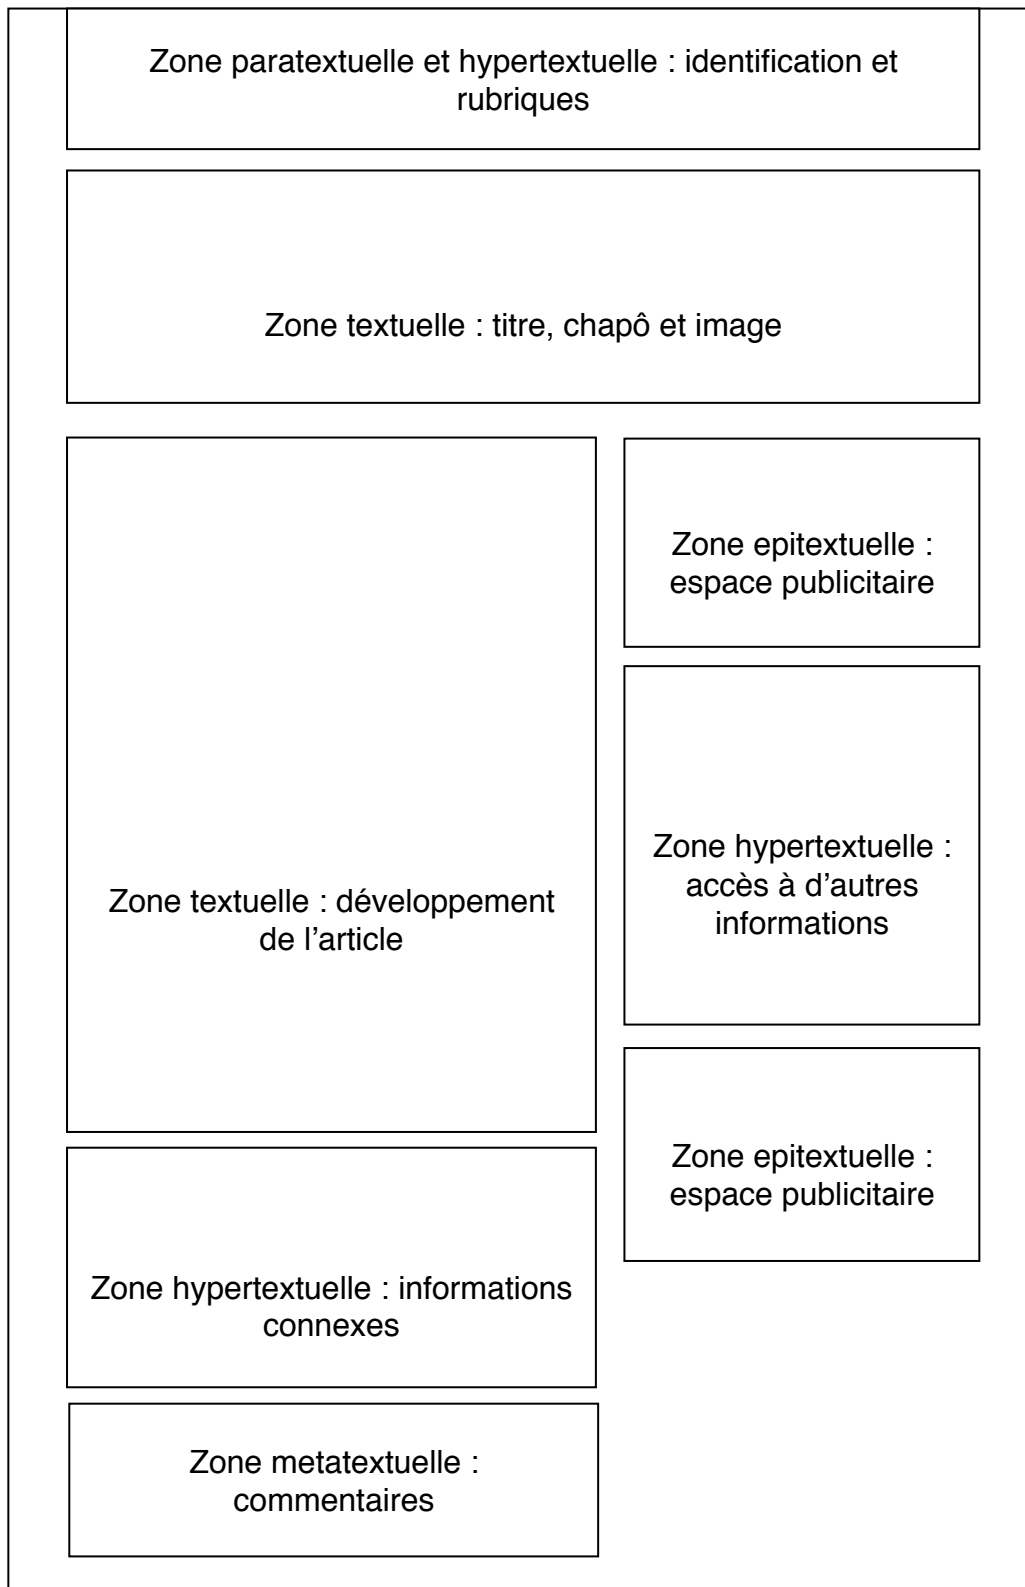 Zone paratextuelle et hypertextuelle : identification et
rubriques
Zone textuelle : titre, chapô et image
Zone textuelle : développement
de l’article
Zone epitextuelle :
espace publicitaire
Zone hypertextuelle :
accès à d’autres
informations
Zone epitextuelle :
espace publicitaire
Zone hypertextuelle : informations
connexes
Zone metatextuelle :
commentaires